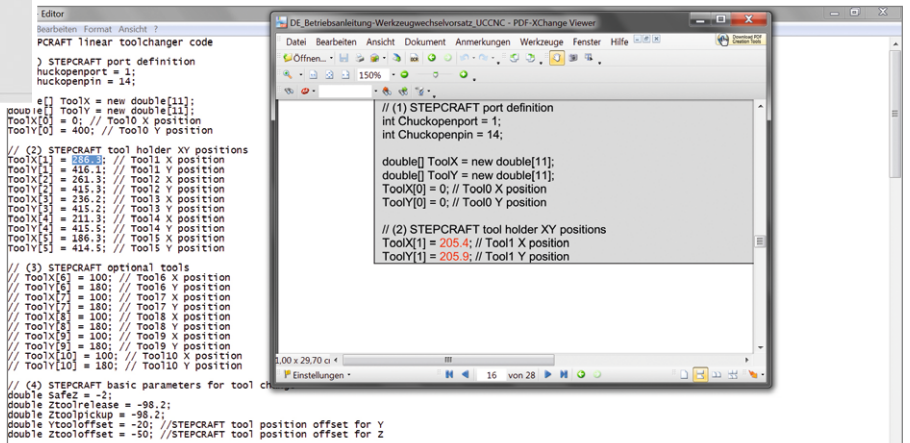 Editor
Bearbeiten Format Ansicht ?
PCRAFT linear toolchanger code
) STEPCRAFT port definition
huckopenport = 1;
huckopenpin = 14;
e[] ToolX = new double[11];
double[] ToolY = new double[11];
ToolX[0] = 0; // Tool0 X position
ToolY[0] = 400; // Tool0 Y position
// (2) STEPCRAFT tool holder XY positions
ToolX[1] = 286.3; // Tool1 X position
ToolY[1] = 416.1; // Tool1 Y position
ToolX[2] = 261.3; // Tool2 X position
ToolY[2] = 415.3; // Tool2 Y position
ToolX[3] = 236.2; // Tool3 X position
ToolY[3] = 415.2; // Tool3 Y position
ToolX[4] = 211.3; // Tool4 X position
ToolY[4] = 415.5; // Tool4 Y position
ToolX[5] = 186.3; // Tool5 X position
ToolY[5] = 414.5; // Tool5 Y position
// (3) STEPCRAFT optional tools
// ToolX[6] = 100; // Tool6 X position
// ToolY[6] = 180; // Tool6 Y position
// ToolX[7] = 100; // Tool7 X position
// ToolY[7] = 180; // Tool7 Y position
// ToolX[8] = 100; // Tool8 X position
// ToolY[8] = 180; // Tool8 Y position
// ToolX[9] = 100; // Tool9 X position
// ToolY[9] = 180; // Tool9 Y position
// ToolX[10] = 100; // Tool10 X position
// ToolY[10] = 180; // Tool10 Y position
// (4) STEPCRAFT basic parameters for tool ch
double SafeZ = -2;
double Ztoolrelease = -98.2;
double Ztoolpickup = -98.2;
double Ytooloffset = -20; //STEPCRAFT tool position offset for Y
double Ztooloffset = -50; //STEPCRAFT tool position offset for Z
DE_Betriebsanleitung-Werkzeugwechselvorsatz_UCCNC - PDF-XChange Viewer
Datei Bearbeiten Ansicht Dokument Anmerkungen Werkzeuge Fenster Hilfe
Download PDF Creation Tools
Öffnen...
150%
// (1) STEPCRAFT port definition
int Chuckopenport = 1;
int Chuckopenpin = 14;
double[] ToolX = new double[11];
double[] ToolY = new double[11];
ToolX[0] = 0; // Tool0 X position
ToolY[0] = 0; // Tool0 Y position
// (2) STEPCRAFT tool holder XY positions
ToolX[1] = 205.4; // Tool1 X position
ToolY[1] = 205.9; // Tool1 Y position
1,00 x 29,70 c
Einstellungen
16 von 28